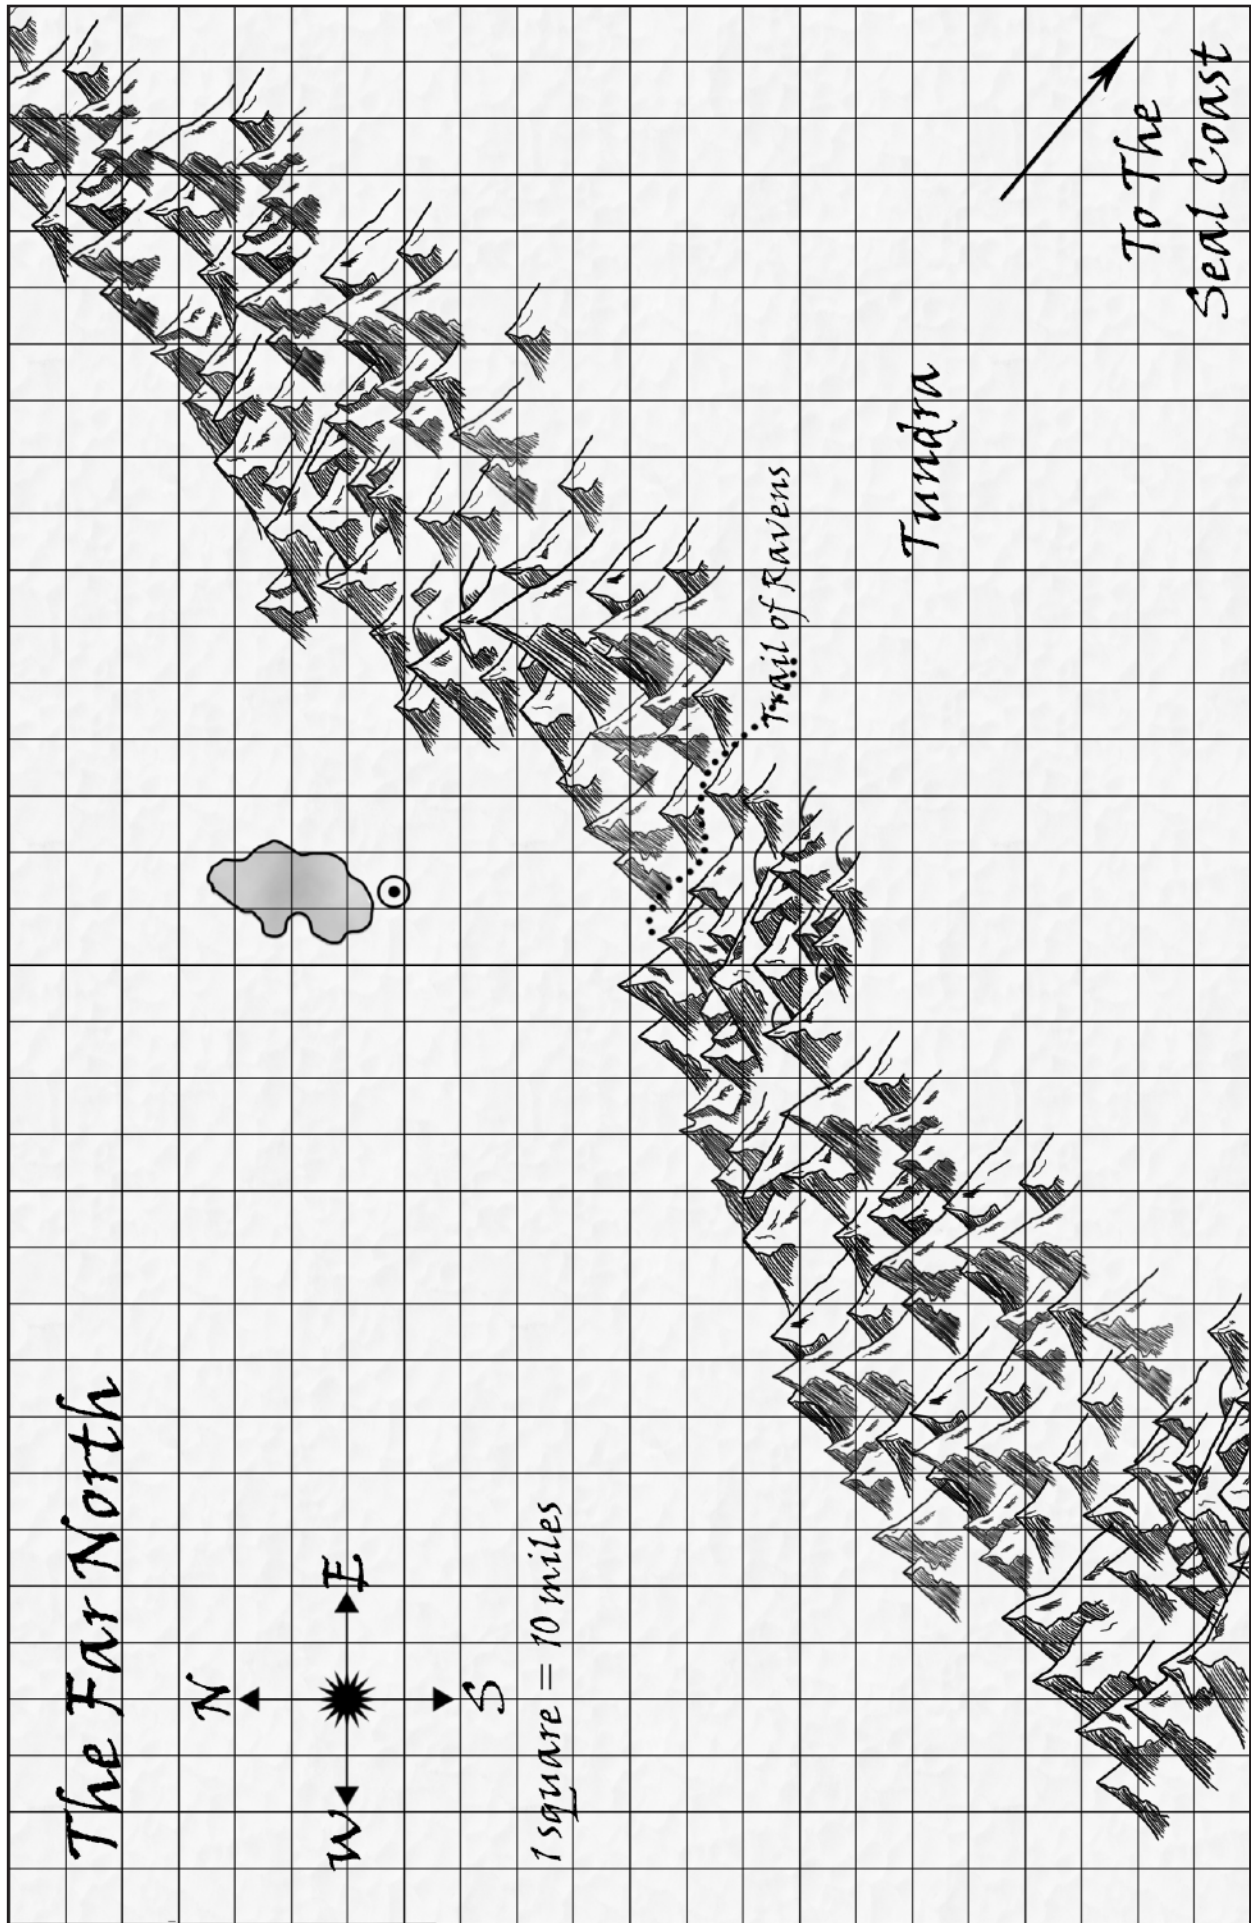 The Far North
N
W
E
S
1 square = 10 miles
Trail of Ravens
Tundra
To The
Seal Coast